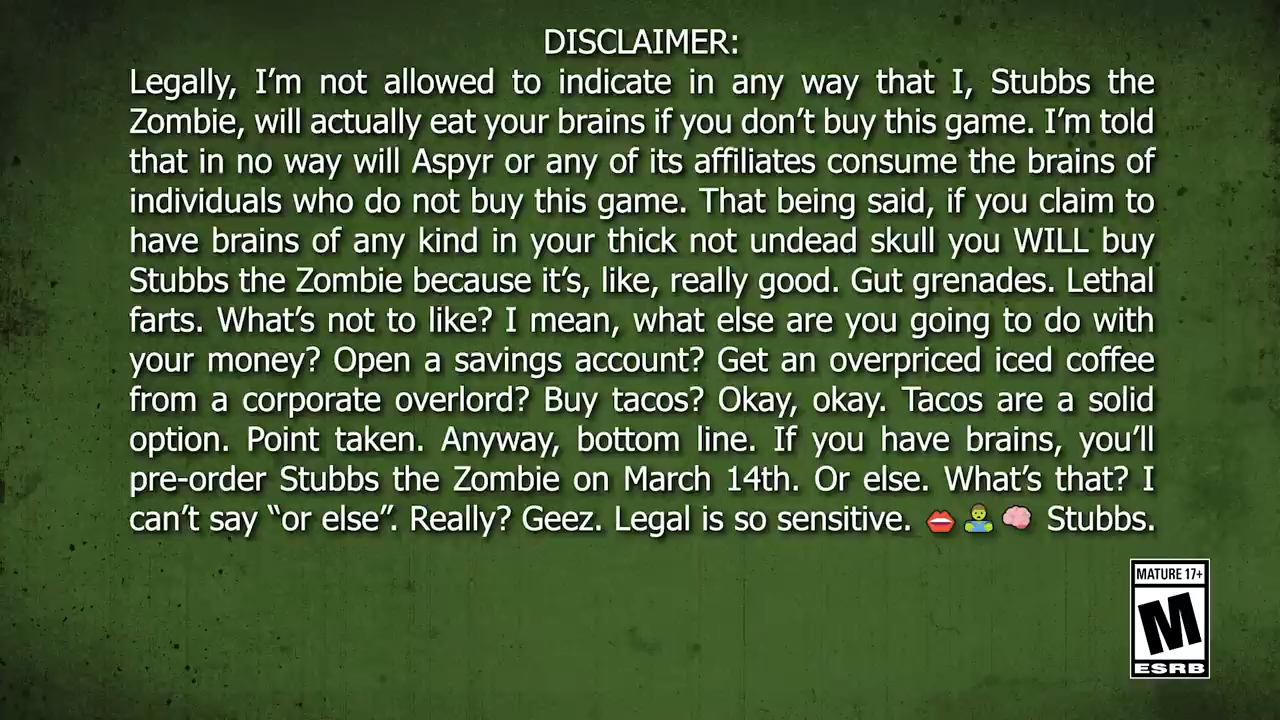 DISCLAIMER:
Legally, I’m not allowed to indicate in any way that I, Stubbs the
Zombie, will actually eat your brains if you don’t buy this game. I’m told
that in no way will Aspyr or any of its affiliates consume the brains of
individuals who do not buy this game. That being said, if you claim to
have brains of any kind in your thick not undead skull you WILL buy
Stubbs the Zombie because it’s, like, really good. Gut grenades. Lethal
farts. What’s not to like? I mean, what else are you going to do with
your money? Open a savings account? Get an overpriced iced coffee
from a corporate overlord? Buy tacos? Okay, okay. Tacos are a solid
option. Point taken. Anyway, bottom line. If you have brains, you’ll
pre-order Stubbs the Zombie on March 14th. Or else. What’s that? I
can’t say “or else”. Really? Geez. Legal is so sensitive. 👄🧟‍♂️🧠 Stubbs.
MATURE 17+
M
ESRB